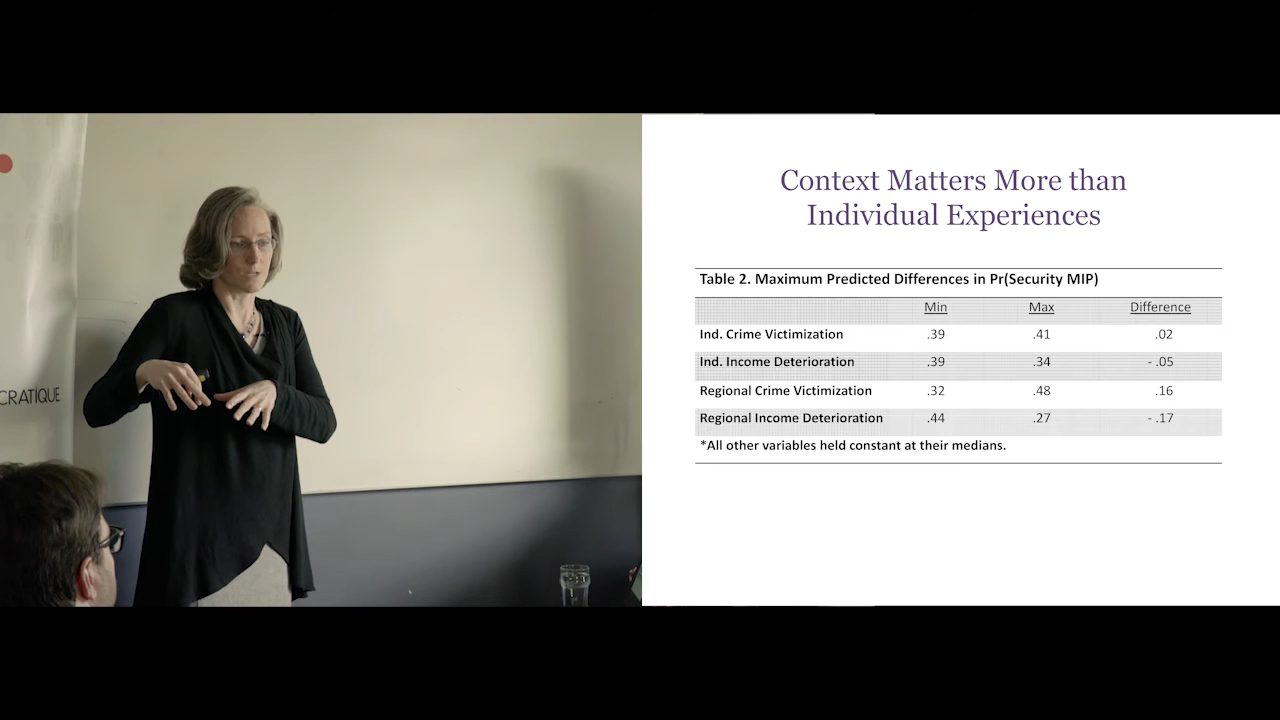 CRATIQUE
Context Matters More than
Individual Experiences
Table 2. Maximum Predicted Differences in Pr(Security MIP)
Min Max Difference
Ind. Crime Victimization .39 .41 .02
Ind. Income Deterioration .39 .34 - .05
Regional Crime Victimization .32 .48 .16
Regional Income Deterioration .44 .27 - .17
*All other variables held constant at their medians.